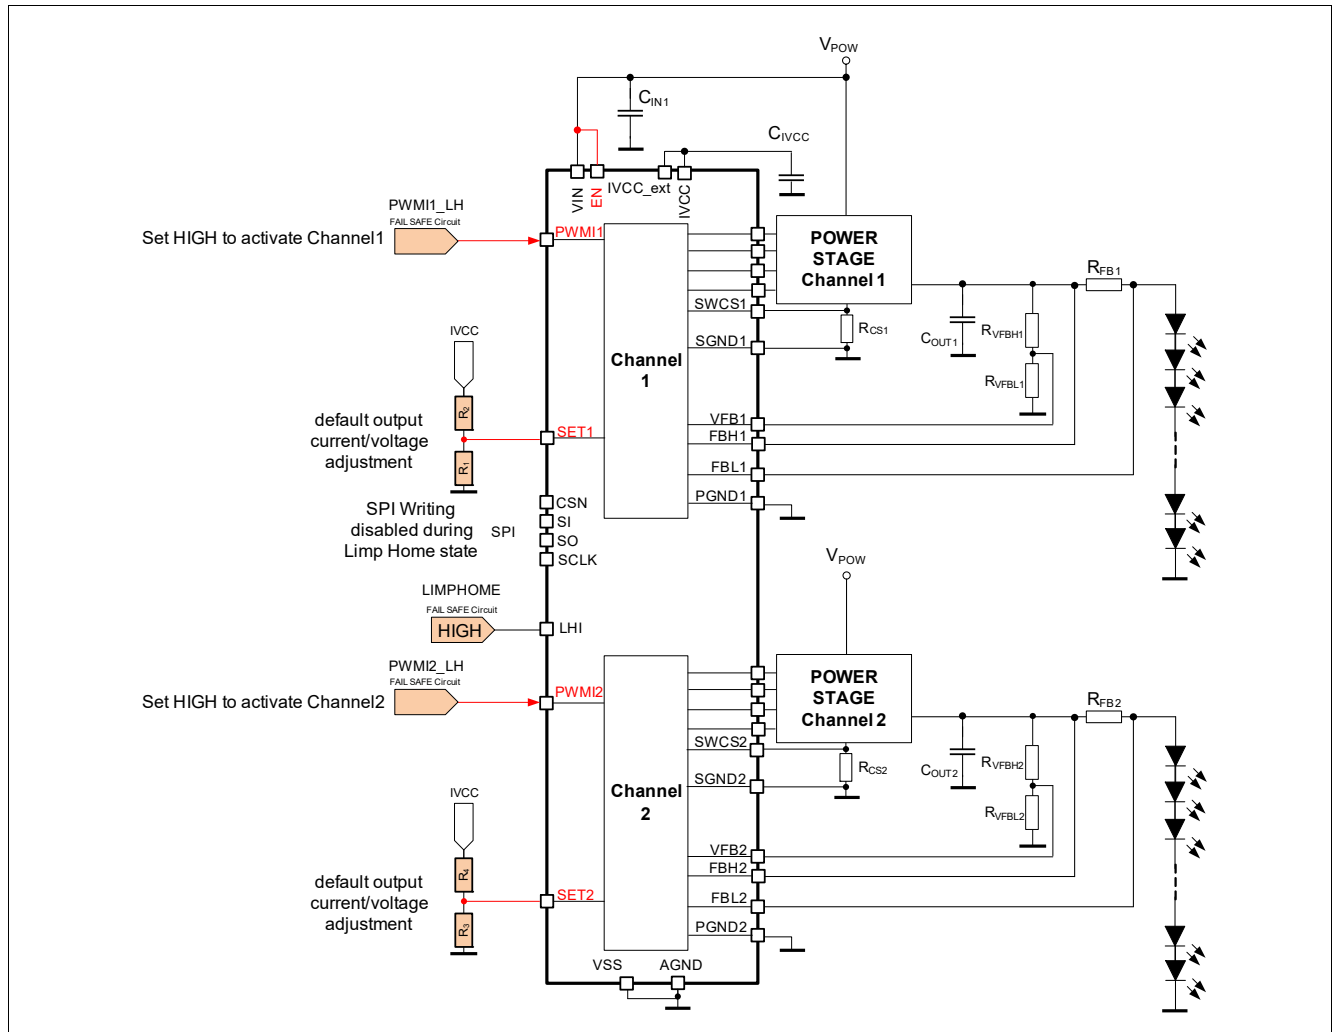 VPOW
CIN1
CIVCC
VIN
EN
IVCC_ext
IVCC
PWMI1_LH
FAIL SAFE Circuit
Set HIGH to activate Channel1
PWMI1
POWER
STAGE
Channel 1
SWCS1
RCS1
SGND1
Channel
1
RFB1
COUT1
RVFBH1
RVFBL1
IVCC
R2
R1
default output
current/voltage
adjustment
SET1
VFB1
FBH1
FBL1
PGND1
SPI Writing
disabled during
Limp Home state
SPI
CSN
SI
SO
SCLK
VPOW
LIMPHOME
FAIL SAFE Circuit
HIGH
LHI
PWMI2_LH
FAIL SAFE Circuit
Set HIGH to activate Channel2
PWMI2
POWER
STAGE
Channel 2
SWCS2
RCS2
SGND2
Channel
2
RFB2
COUT2
RVFBH2
RVFBL2
IVCC
R4
R3
default output
current/voltage
adjustment
SET2
VFB2
FBH2
FBL2
PGND2
VSS
AGND